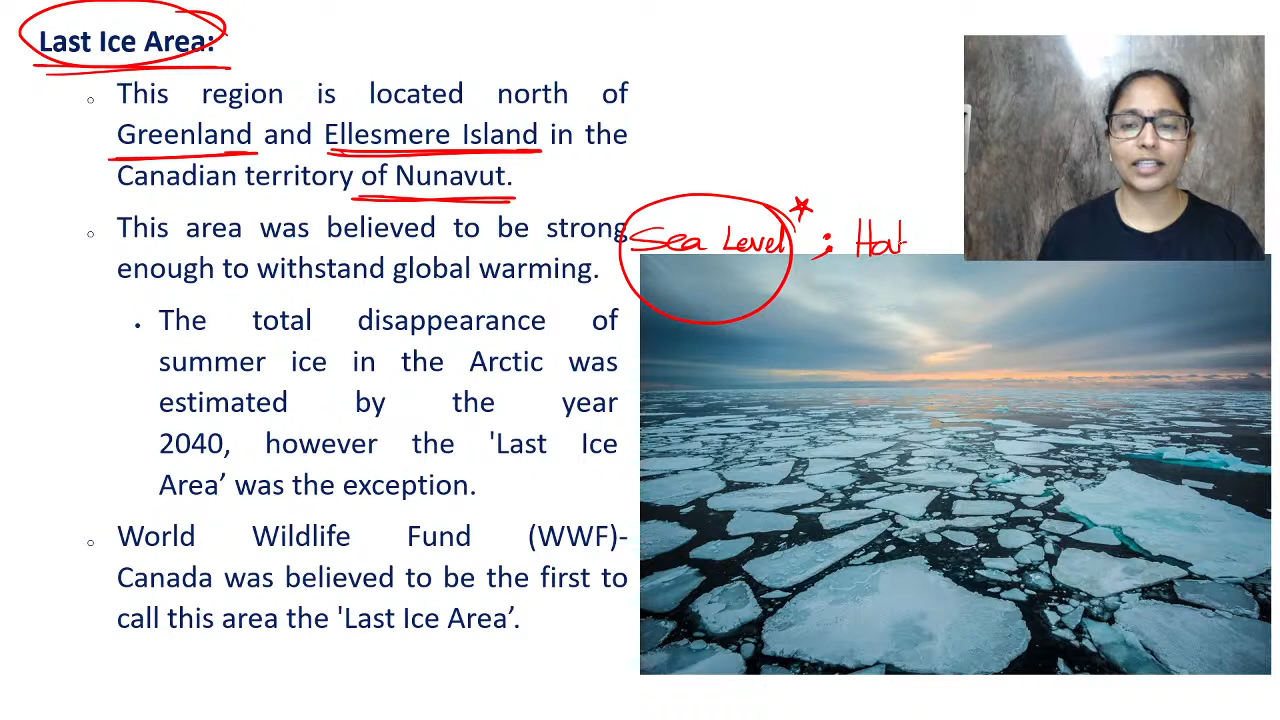 Last Ice Area:
○ This region is located north of
Greenland and Ellesmere Island in the
Canadian territory of Nunavut.
○ This area was believed to be strong
enough to withstand global warming.
• The total disappearance of
summer ice in the Arctic was
estimated by the year
2040, however the 'Last Ice
Area’ was the exception.
○ World Wildlife Fund (WWF)-
Canada was believed to be the first to
call this area the 'Last Ice Area’.
Sea Level ; Hot